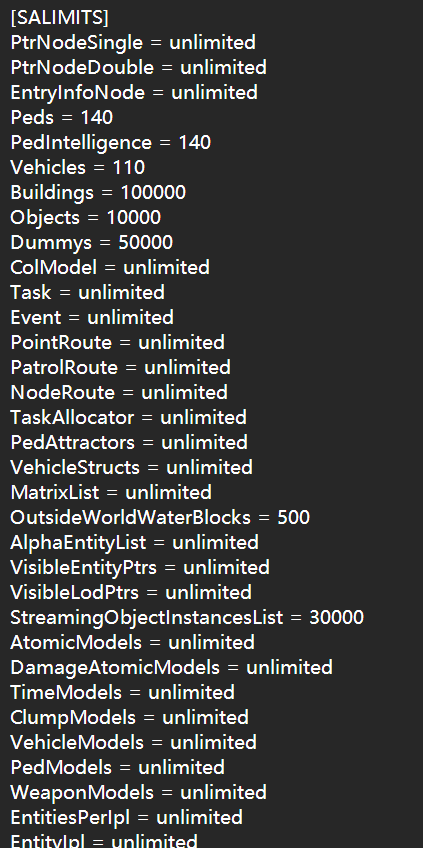 [SALIMITS]
PtrNodeSingle = unlimited
PtrNodeDouble = unlimited
EntryInfoNode = unlimited
Peds = 140
PedIntelligence = 140
Vehicles = 110
Buildings = 100000
Objects = 10000
Dummys = 50000
ColModel = unlimited
Task = unlimited
Event = unlimited
PointRoute = unlimited
PatrolRoute = unlimited
NodeRoute = unlimited
TaskAllocator = unlimited
PedAttractors = unlimited
VehicleStructs = unlimited
MatrixList = unlimited
OutsideWorldWaterBlocks = 500
AlphaEntityList = unlimited
VisibleEntityPtrs = unlimited
VisibleLodPtrs = unlimited
StreamingObjectInstancesList = 30000
AtomicModels = unlimited
DamageAtomicModels = unlimited
TimeModels = unlimited
ClumpModels = unlimited
VehicleModels = unlimited
PedModels = unlimited
WeaponModels = unlimited
EntitiesPerIpl = unlimited
EntityIpl = unlimited